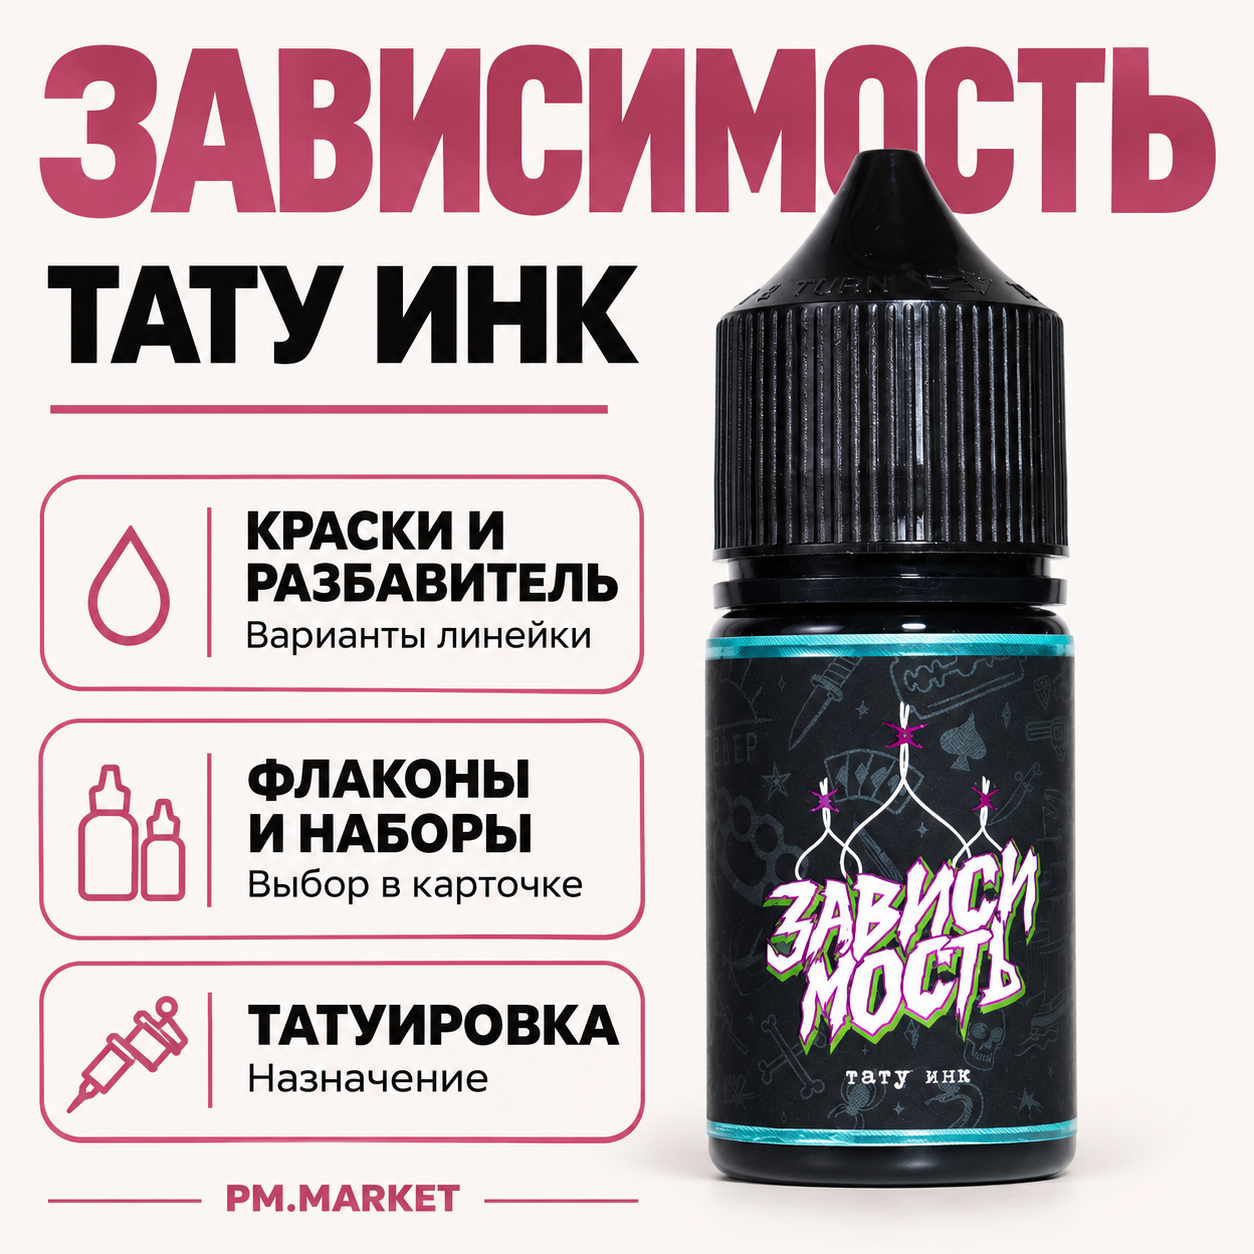 ЗАВИСИМОСТЬ
ТАТУ ИНК
КРАСКИ И
РАЗБАВИТЕЛЬ
Варианты линейки
ФЛАКОНЫ
И НАБОРЫ
Выбор в карточке
ТАТУИРОВКА
Назначение
PM.MARKET
TURN
ЗАВИСИ
МОСТЬ
тату инк